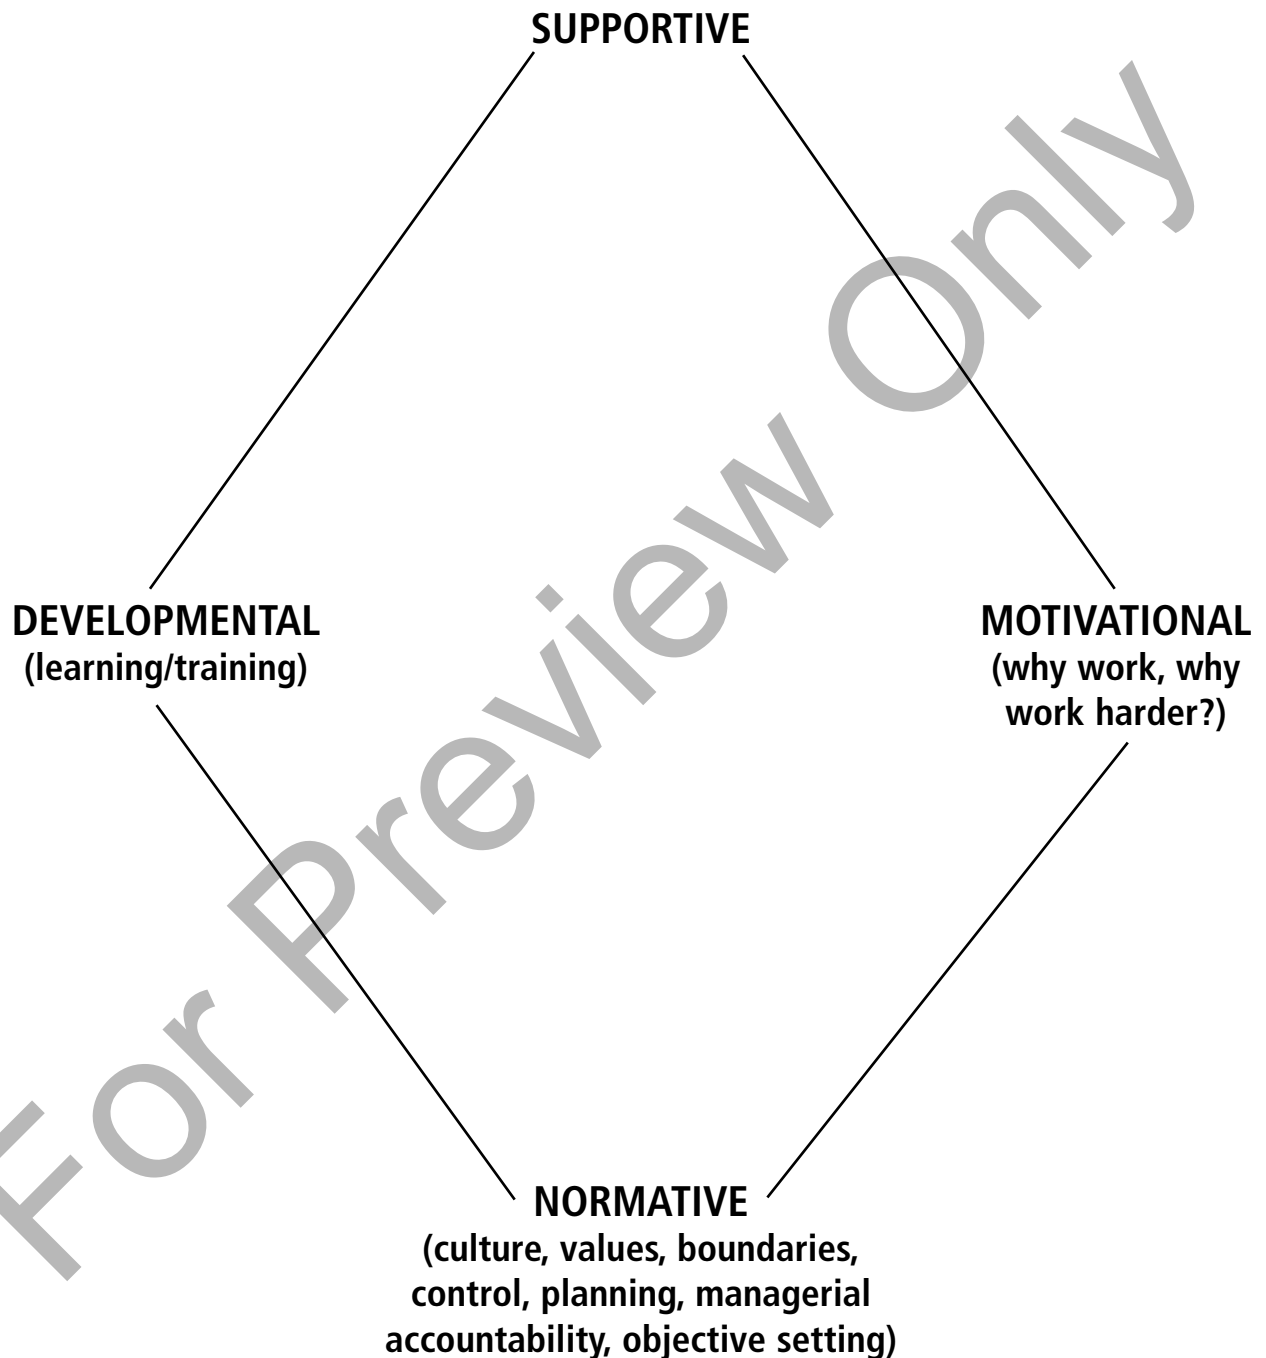 SUPPORTIVE
DEVELOPMENTAL
(learning/training)
MOTIVATIONAL
(why work, why
work harder?)
NORMATIVE
(culture, values, boundaries,
control, planning, managerial
accountability, objective setting)
For Preview Only